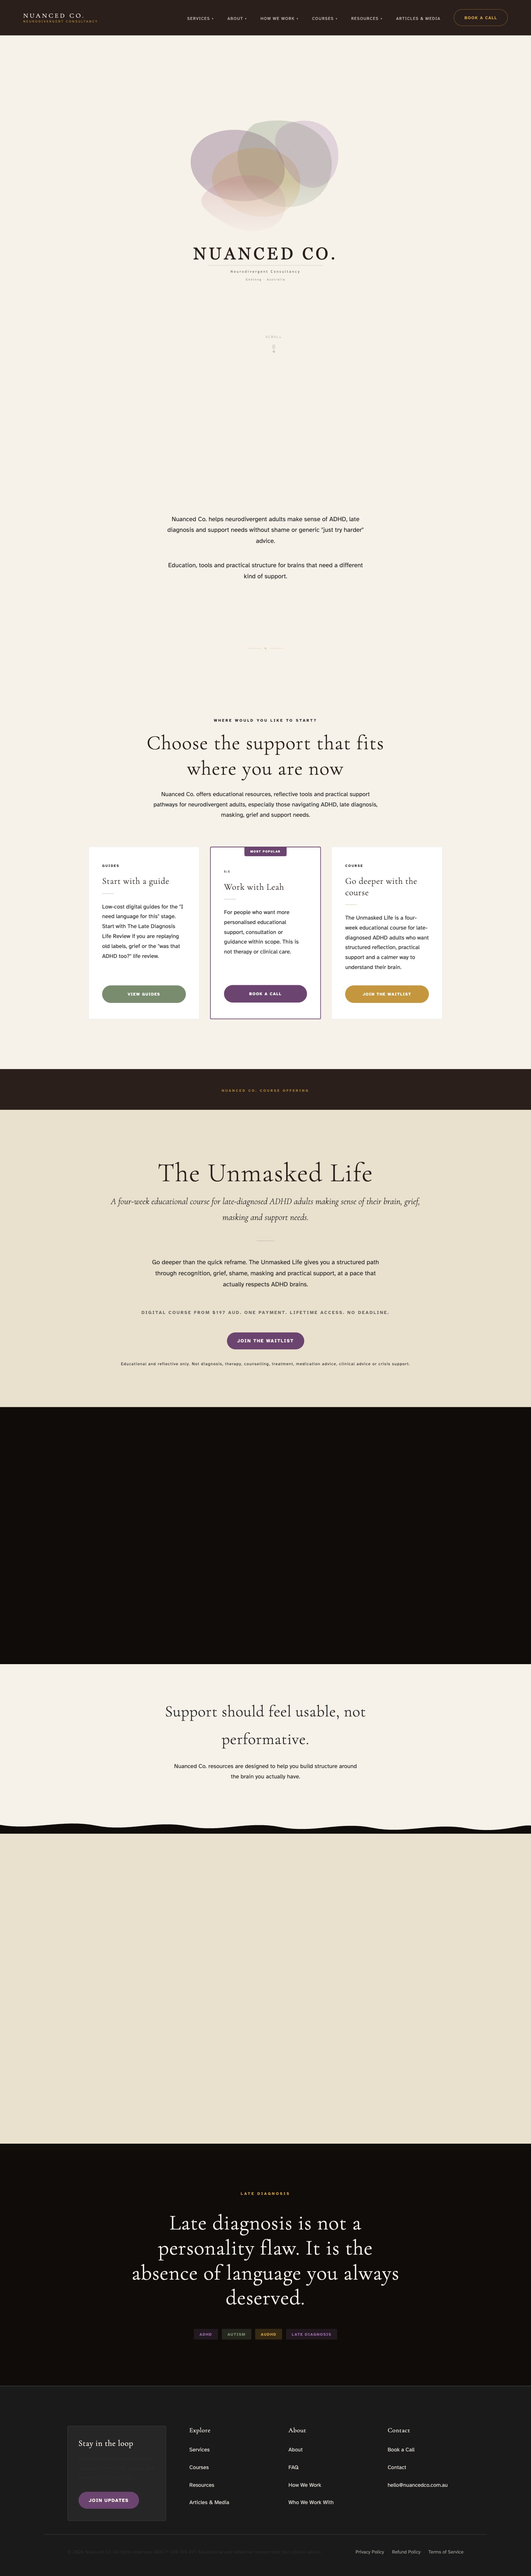 NUANCED CO.
NEURODIVERGENT CONSULTANCY
SERVICES
ABOUT
HOW WE WORK
COURSES
RESOURCES
ARTICLES & MEDIA
BOOK A CALL
NUANCED CO.
Neurodivergent Consultancy
SCROLL
Nuanced Co. helps neurodivergent adults make sense of ADHD, late
diagnosis and support needs without shame or generic "just try harder"
advice.
Education, tools and practical structure for brains that need a different
kind of support.
WHERE WOULD YOU LIKE TO START?
Choose the support that fits
where you are now
Nuanced Co. offers educational resources, reflective tools and practical support
pathways for neurodivergent adults, especially those navigating ADHD, late diagnosis,
masking, grief and support needs.
GUIDES
Start with a guide
Low-cost digital guides for the "I
need language for this" stage.
Start with The Late Diagnosis
Life Review if you are replaying
old labels, grief or the "was that
ADHD too?" life review.
VIEW GUIDES
MOST POPULAR
1:1
Work with Leah
For people who want more
personalised educational
support, consultation or
guidance within scope. This is
not therapy or clinical care.
BOOK A CALL
COURSE
Go deeper with the
course
The Unmasked Life is a four-
week educational course for late-
diagnosed ADHD adults who want
structured reflection, practical
support and a calmer way to
understand their brain.
JOIN THE WAITLIST
NUANCED CO. COURSE OFFERING
The Unmasked Life
A four-week educational course for late-diagnosed ADHD adults making sense of their brain, grief,
masking and support needs.
Go deeper than the quick reframe. The Unmasked Life gives you a structured path
through recognition, grief, shame, masking and practical support, at a pace that
actually respects ADHD brains.
DIGITAL COURSE FROM $197 AUD. ONE PAYMENT. LIFETIME ACCESS. NO DEADLINE.
JOIN THE WAITLIST
Educational and reflective only. Not diagnosis, therapy, counselling, treatment, medication advice, clinical advice or crisis support.
Support should feel usable, not
performative.
Nuanced Co. resources are designed to help you build structure around
the brain you actually have.
LATE DIAGNOSIS
Late diagnosis is not a
personality flaw. It is the
absence of language you always
deserved.
ADHD
AUTISM
AUDHD
LATE DIAGNOSIS
Stay in the loop
JOIN UPDATES
Explore
Services
Courses
Resources
Articles & Media
About
About
FAQ
How We Work
Who We Work With
Contact
Book a Call
Contact
hello@nuancedco.com.au
Privacy Policy
Refund Policy
Terms of Service